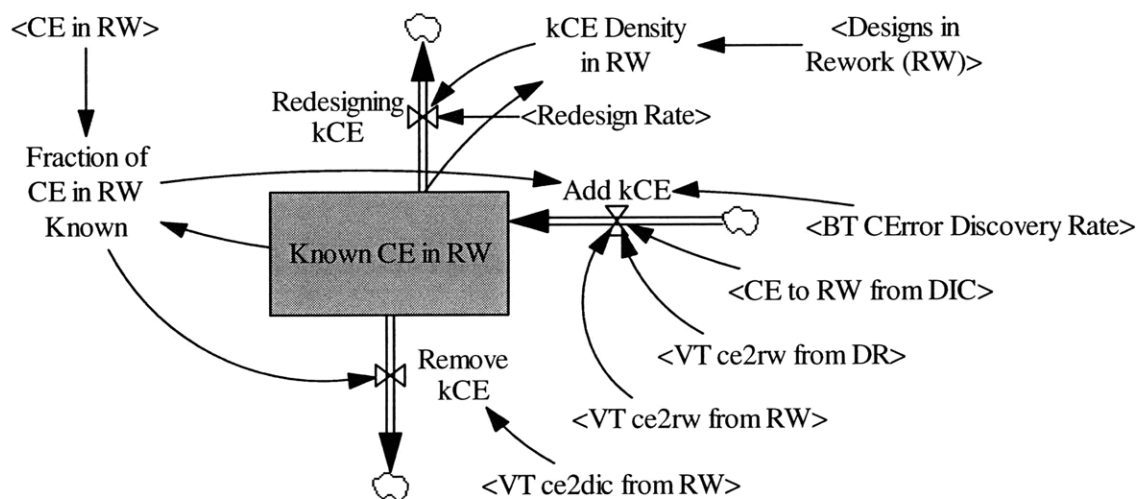 <CE in RW>
kCE Density
in RW
<Designs in
Rework (RW)>
Redesigning
kCE
<Redesign Rate>
Fraction of
CE in RW
Known
Add kCE
<BT CError Discovery Rate>
Known CE in RW
<CE to RW from DIC>
<VT ce2rw from DR>
Remove
kCE
<VT ce2rw from RW>
<VT ce2dic from RW>